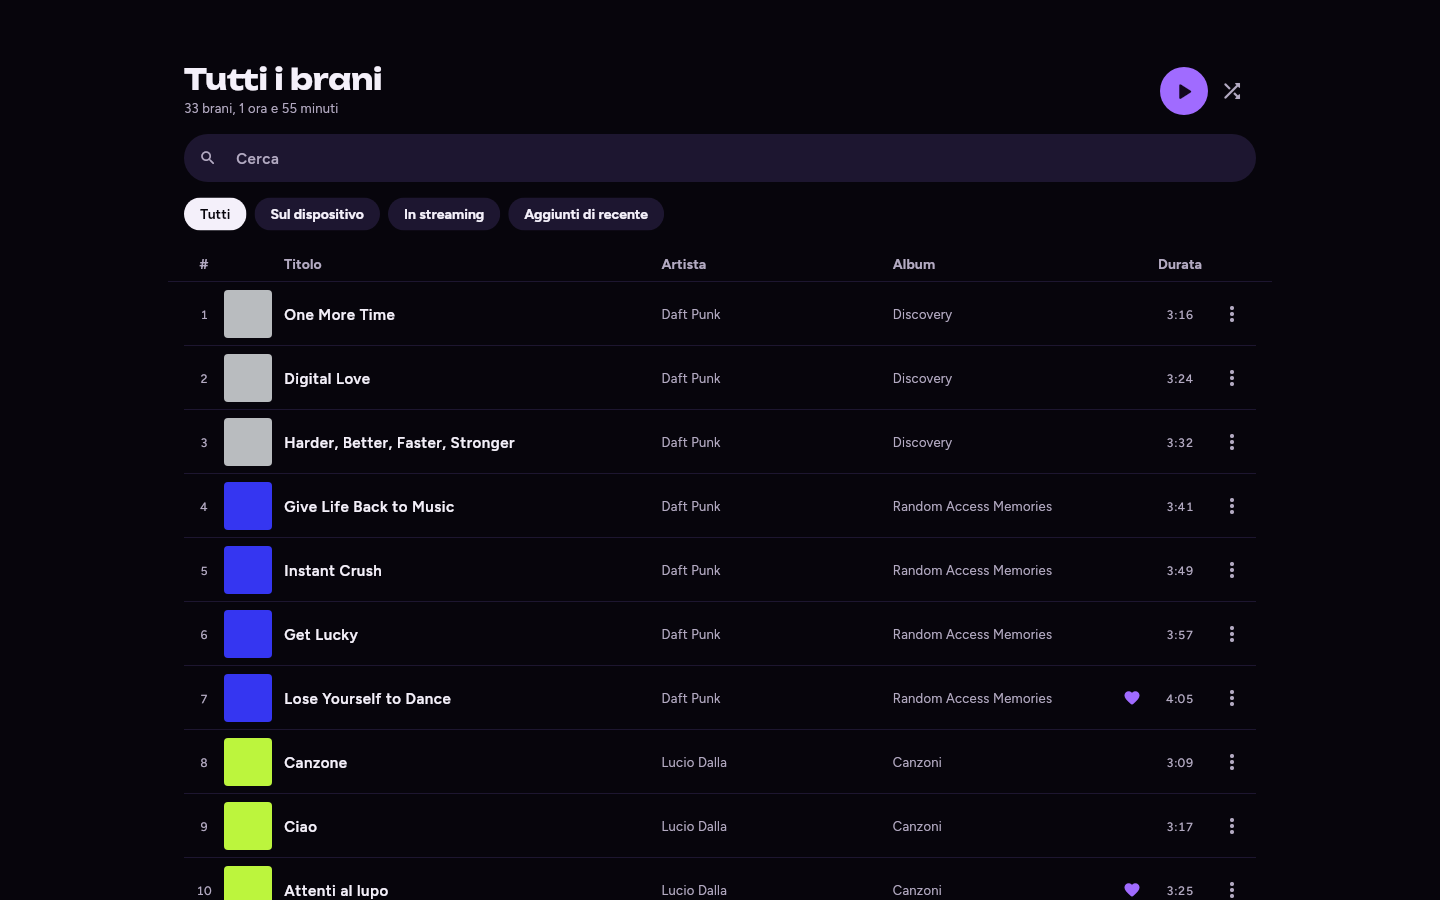 Tutti i brani
33 brani, 1 ora e 55 minuti
Cerca
Tutti Sul dispositivo In streaming Aggiunti di recente
# Titolo Artista Album Durata
1 One More Time Daft Punk Discovery 3:16
2 Digital Love Daft Punk Discovery 3:24
3 Harder, Better, Faster, Stronger Daft Punk Discovery 3:32
4 Give Life Back to Music Daft Punk Random Access Memories 3:41
5 Instant Crush Daft Punk Random Access Memories 3:49
6 Get Lucky Daft Punk Random Access Memories 3:57
7 Lose Yourself to Dance Daft Punk Random Access Memories 4:05
8 Canzone Lucio Dalla Canzoni 3:09
9 Ciao Lucio Dalla Canzoni 3:17
10 Attenti al lupo Lucio Dalla Canzoni 3:25